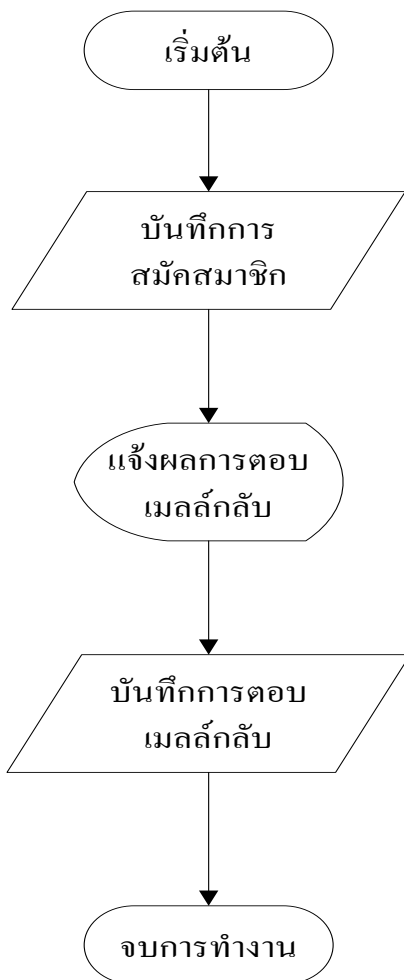 เริ่มต้น
บันทึกการ
สมัคสมาชิก
แจ้งผลการตอบ
เมลล์กลับ
บันทึกการตอบ
เมลล์กลับ
จบการทำงาน